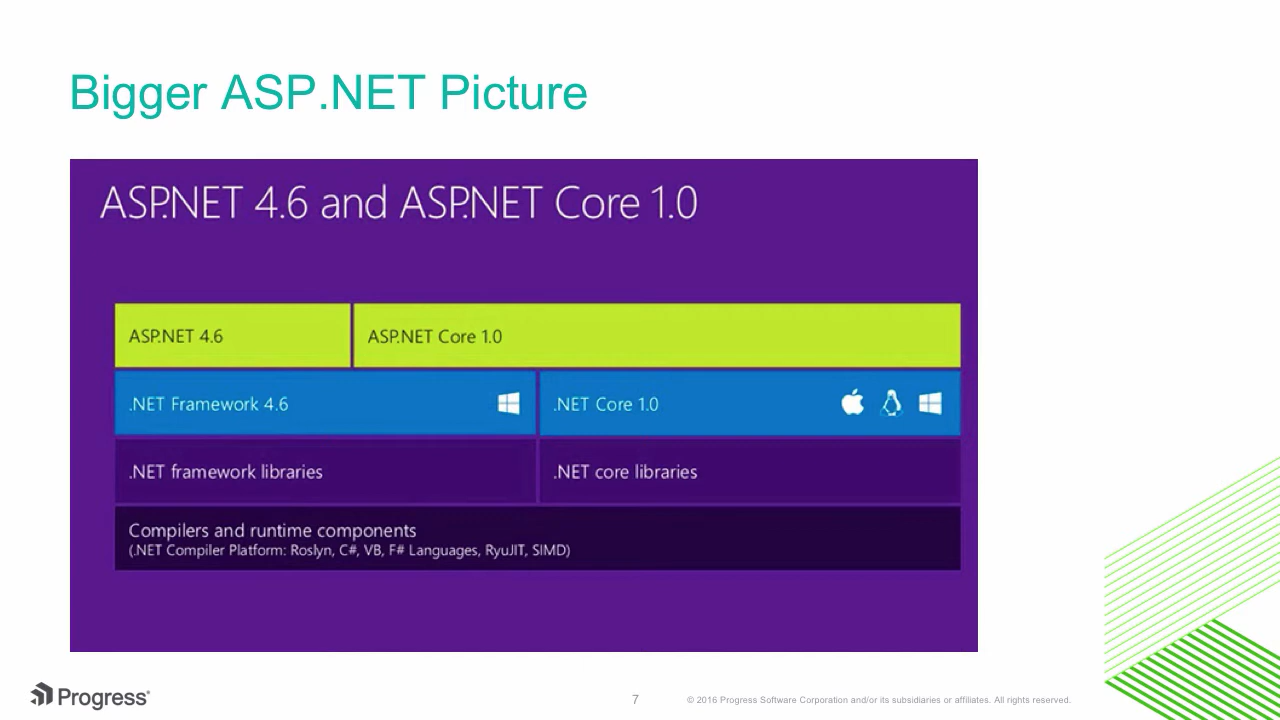 Bigger ASP.NET Picture
ASP.NET 4.6 and ASP.NET Core 1.0
ASP.NET 4.6
ASP.NET Core 1.0
.NET Framework 4.6
.NET Core 1.0
.NET framework libraries
.NET core libraries
Compilers and runtime components
(.NET Compiler Platform: Roslyn, C#, VB, F# Languages, RyuJIT, SIMD)
Progress
7
© 2016 Progress Software Corporation and/or its subsidiaries or affiliates. All rights reserved.